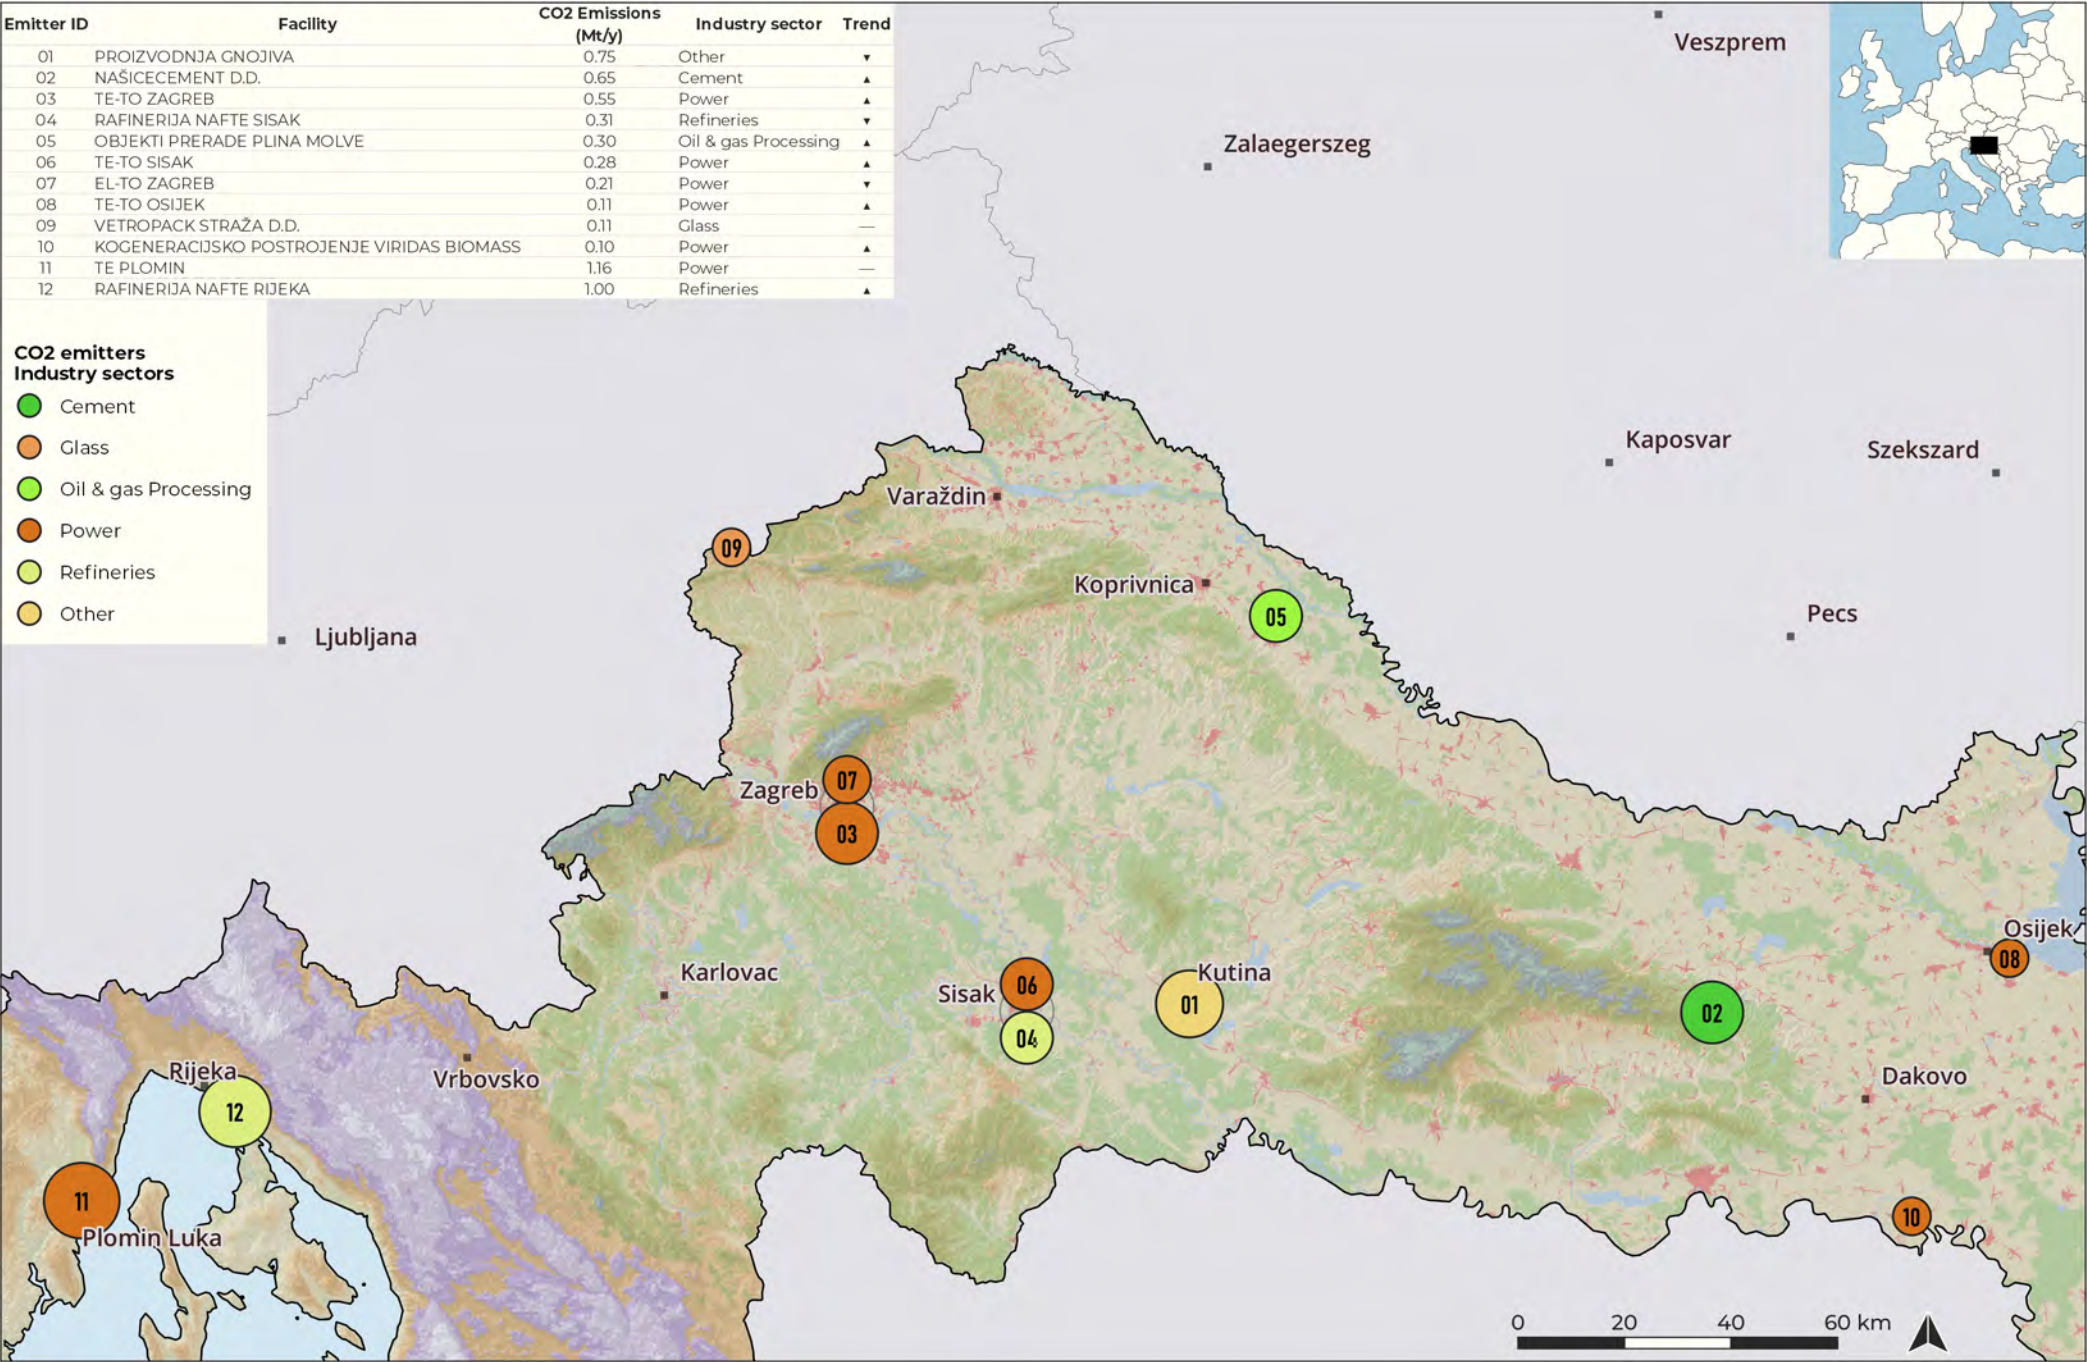 Emitter ID Facility CO2 Emissions (Mt/y) Industry sector Trend
01 PROIZVODNJA GNOJIVA 0.75 Other ▼
02 NAŠICECEMENT D.D. 0.65 Cement ▲
03 TE-TO ZAGREB 0.55 Power ▲
04 RAFINERIJA NAFTE SISAK 0.31 Refineries ▼
05 OBJEKTI PRERADE PLINA MOLVE 0.30 Oil & gas Processing ▲
06 TE-TO SISAK 0.28 Power ▲
07 EL-TO ZAGREB 0.21 Power ▼
08 TE-TO OSIJEK 0.11 Power ▲
09 VETROPACK STRAŽA D.D. 0.11 Glass —
10 KOGENERACIJSKO POSTROJENJE VIRIDAS BIOMASS 0.10 Power ▲
11 TE PLOMIN 1.16 Power —
12 RAFINERIJA NAFTE RIJEKA 1.00 Refineries ▲
CO2 emitters
Industry sectors
Cement
Glass
Oil & gas Processing
Power
Refineries
Other
Veszprem
Zalaegerszeg
Kaposvar
Szekszard
Varaždin
09
Koprivnica
05
Pecs
Ljubljana
07
Zagreb
03
Osijek
08
Karlovac
06
Sisak
Kutina
01
02
04
Rijeka
Vrbovsko
Dakovo
12
11
Plomin Luka
10
0 20 40 60 km